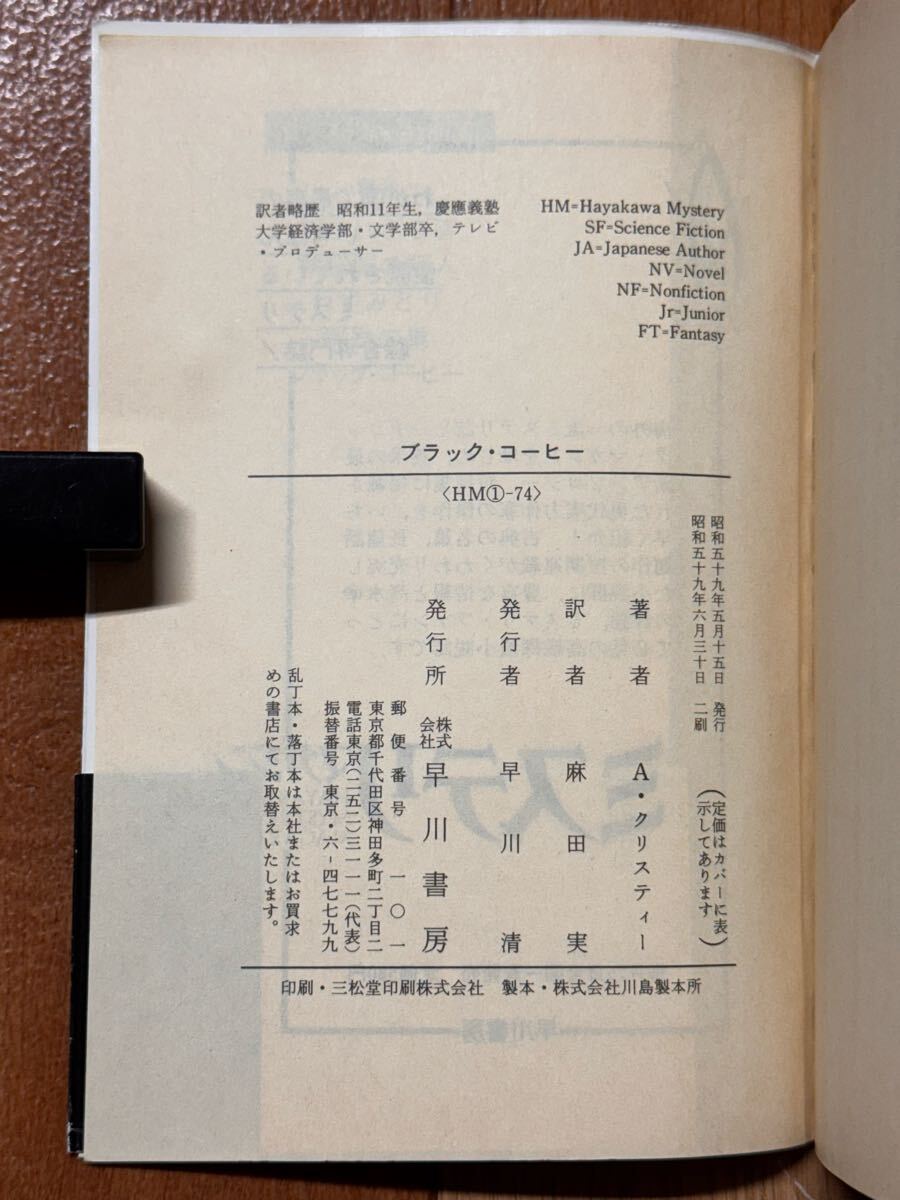 訳者略歴　昭和11年生，慶應義塾
大学経済学部・文学部卒，テレビ
・プロデューサー
HM=Hayakawa Mystery
SF=Science Fiction
JA=Japanese Author
NV=Novel
NF=Nonfiction
Jr=Junior
FT=Fantasy
ブラック・コーヒー
〈HM①-74〉
昭和五十九年五月十五日　発行
昭和五十九年六月三十日　二刷
（定価はカバーに表
示してあります）
著者　A・クリスティー
訳者　麻田実
発行者　早川清
発行所　株式会社　早川書房
郵便番号　一〇一
東京都千代田区神田多町二丁目二
電話東京（二五二）三一一一（代表）
振替番号　東京・六－四七七九九
乱丁本・落丁本は本社またはお買求
めの書店にてお取替えいたします。
印刷・三松堂印刷株式会社　製本・株式会社川島製本所